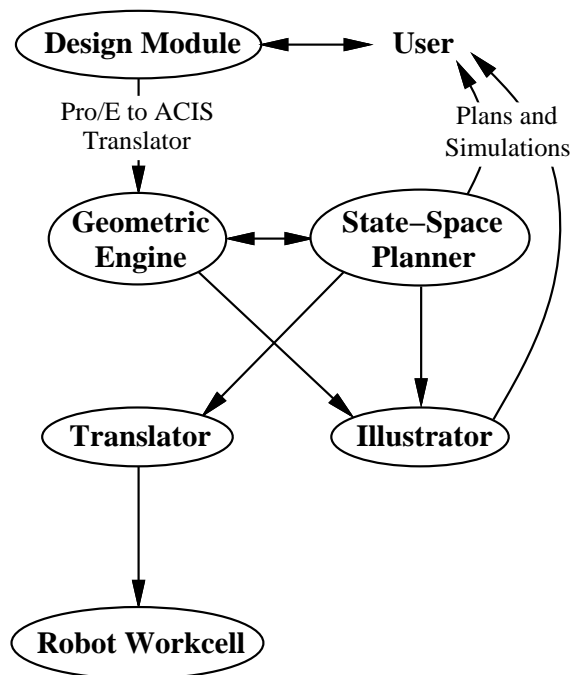 Design Module
User
Pro/E to ACIS
Translator
Plans and
Simulations
Geometric
Engine
State−Space
Planner
Translator
Illustrator
Robot Workcell